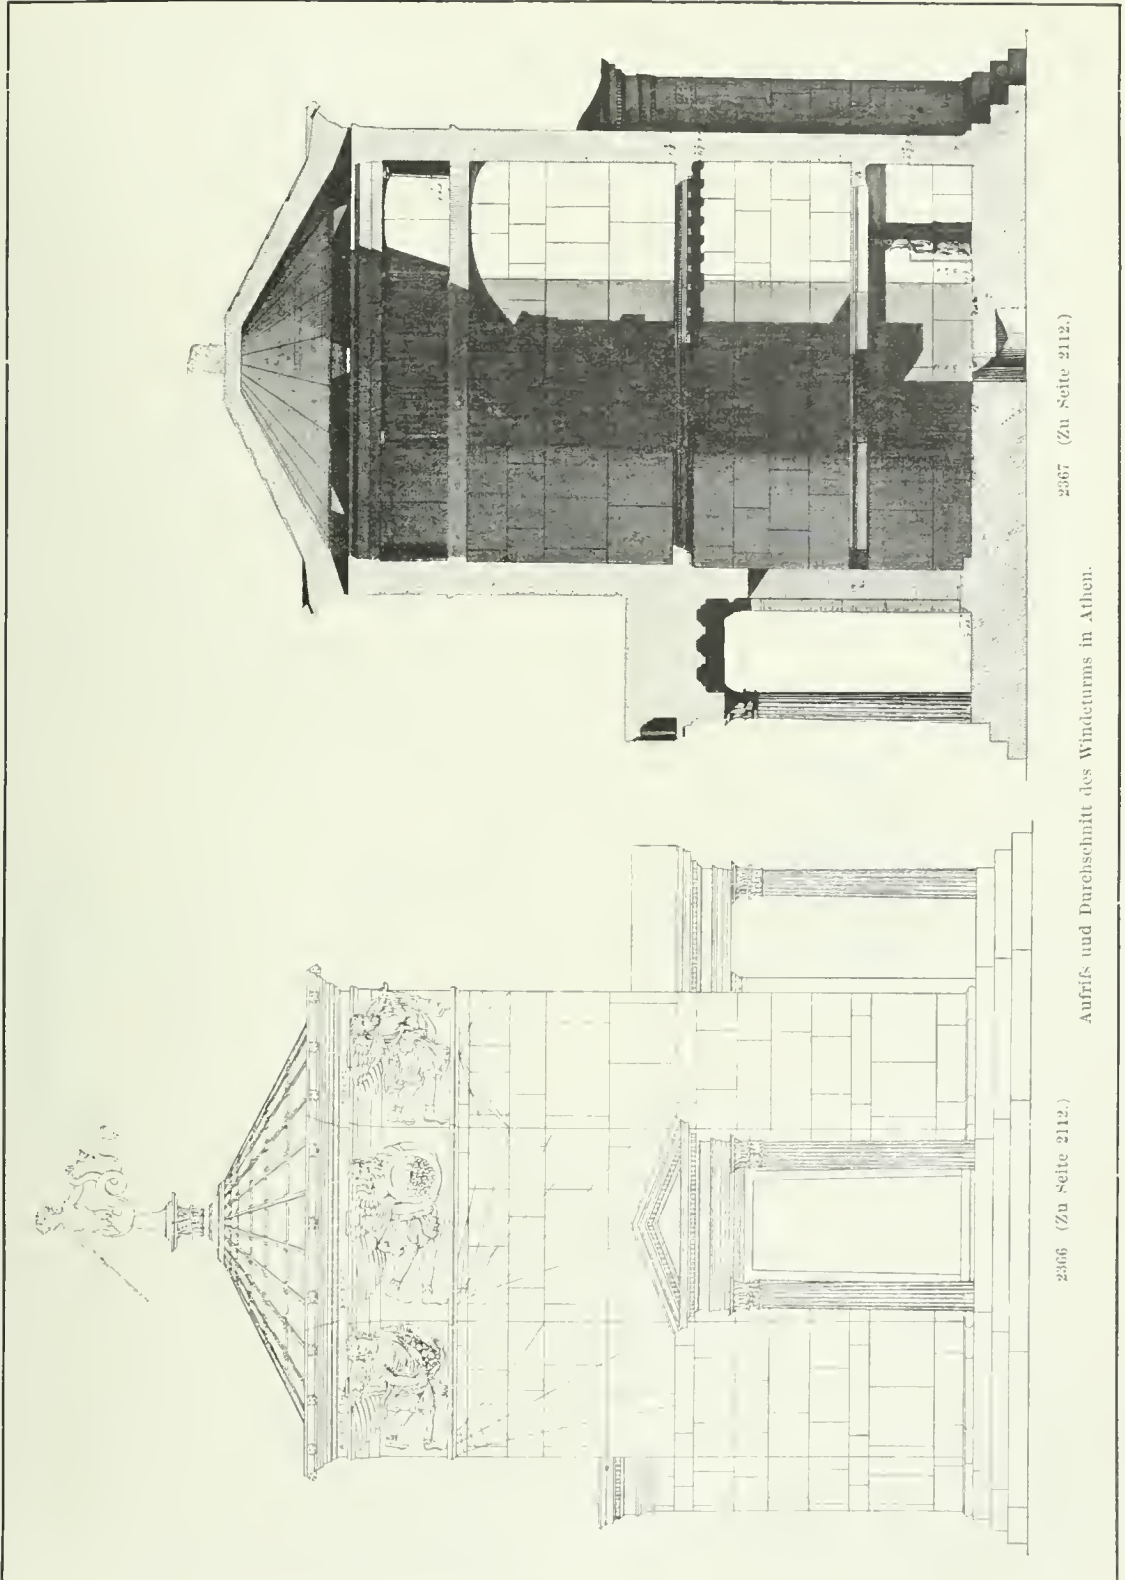 2366 (Zu Seite 2112.)
2367 (Zu Seite 2112.)
Aufriſs und Durchschnitt des Windeturms in Athen.